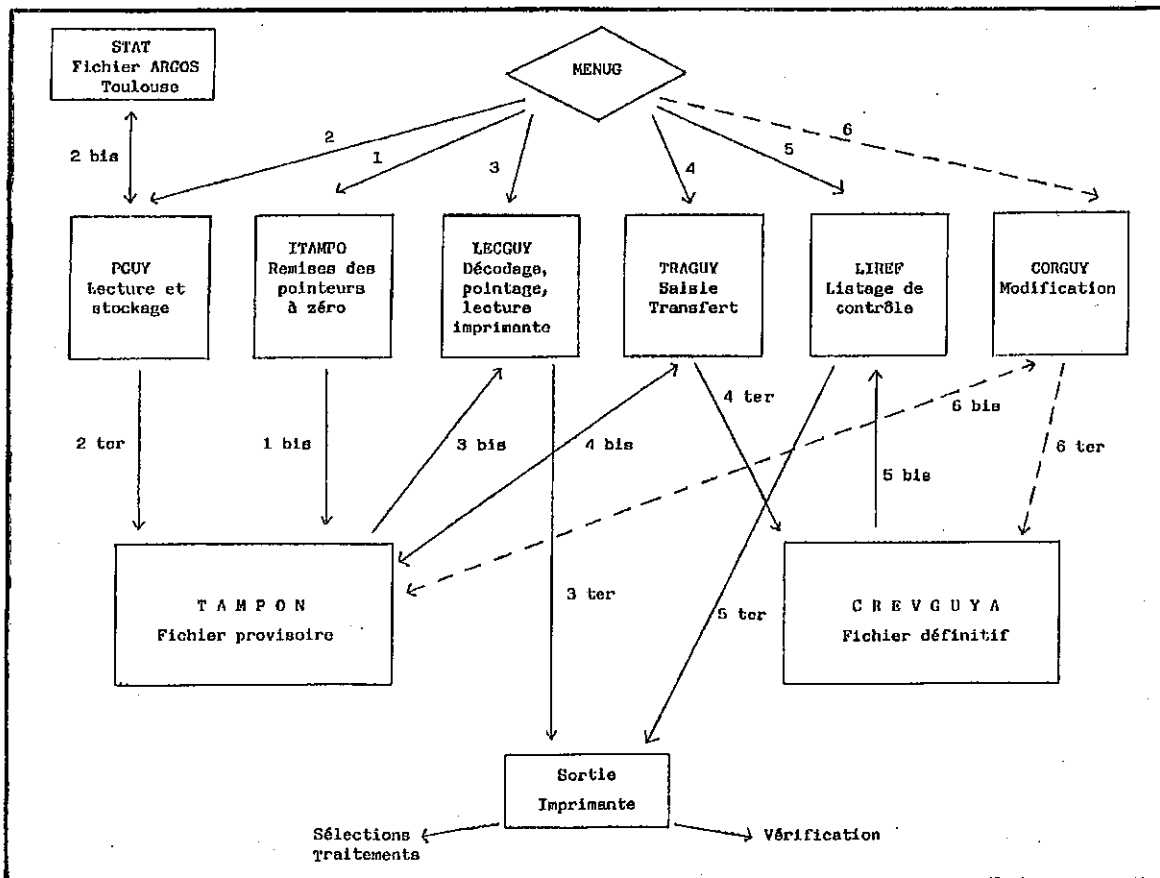 STAT
Fichier ARGOS
Toulouse
MENUG
2 bis
2
1
3
4
5
6
PGUY
Lecture et
stockage
ITAMPO
Remises des
pointeurs
à zéro
LECGUY
Décodage,
pointage,
lecture
imprimante
TRAGUY
Saisie
Transfert
LIREF
Listage de
contrôle
CORGUY
Modification
2 ter
1 bis
3 bis
4 bis
4 ter
6 bis
5 bis
6 ter
TAMPON
Fichier provisoire
3 ter
5 ter
CREVGUYA
Fichier définitif
Sortie
Imprimante
Sélections
Traitements
Vérification